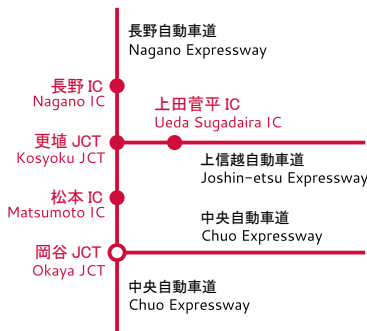 長野自動車道
Nagano Expressway
長野 IC
Nagano IC
上田菅平 IC
Ueda Sugadaira IC
更埴 JCT
Kosyoku JCT
上信越自動車道
Joshin-etsu Expressway
松本 IC
Matsumoto IC
中央自動車道
Chuo Expressway
岡谷 JCT
Okaya JCT
中央自動車道
Chuo Expressway